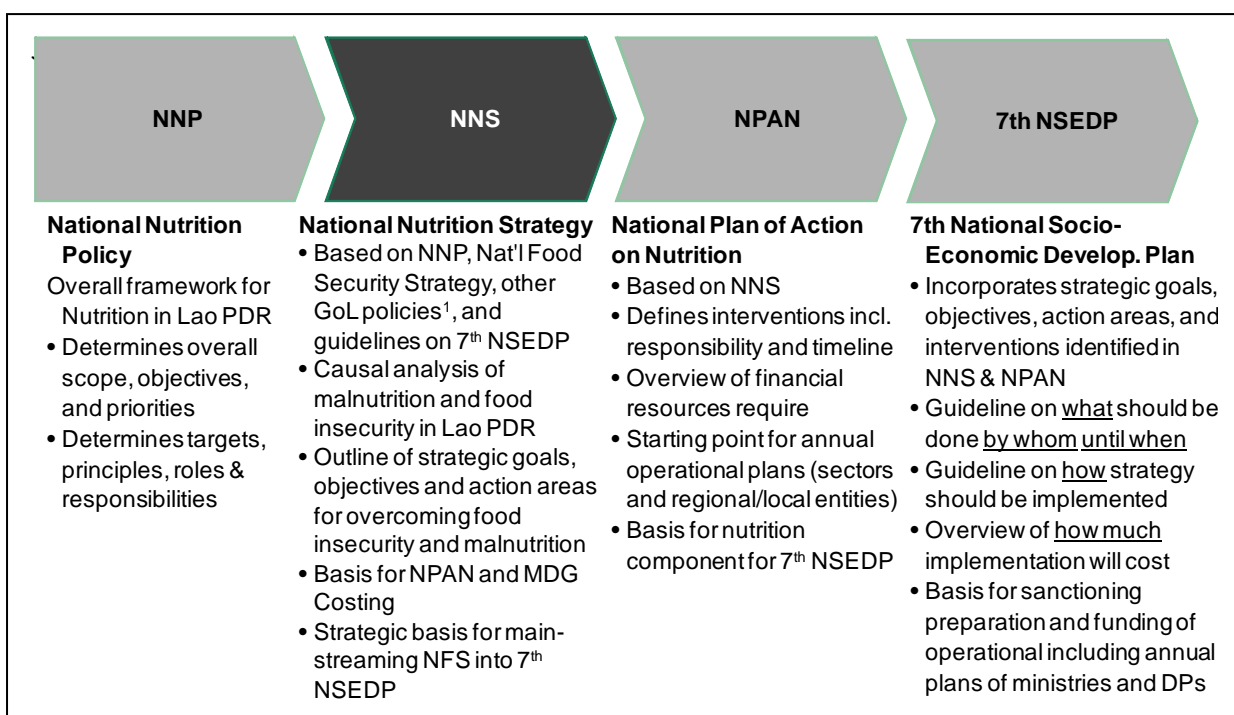 NNP
NNS
NPAN
7th NSEDP
National Nutrition
Policy
Overall framework for
Nutrition in Lao PDR
• Determines overall
scope, objectives,
and priorities
• Determines targets,
principles, roles &
responsibilities
National Nutrition Strategy
• Based on NNP, Nat'l Food
Security Strategy, other
GoL policies¹, and
guidelines on 7th NSEDP
• Causal analysis of
malnutrition and food
insecurity in Lao PDR
• Outline of strategic goals,
objectives and action areas
for overcoming food
insecurity and malnutrition
• Basis for NPAN and MDG
Costing
• Strategic basis for main-
streaming NFS into 7th
NSEDP
National Plan of Action
on Nutrition
• Based on NNS
• Defines interventions incl.
responsibility and timeline
• Overview of financial
resources require
• Starting point for annual
operational plans (sectors
and regional/local entities)
• Basis for nutrition
component for 7th NSEDP
7th National Socio-
Economic Develop. Plan
• Incorporates strategic goals,
objectives, action areas, and
interventions identified in
NNS & NPAN
• Guideline on what should be
done by whom until when
• Guideline on how strategy
should be implemented
• Overview of how much
implementation will cost
• Basis for sanctioning
preparation and funding of
operational including annual
plans of ministries and DPs